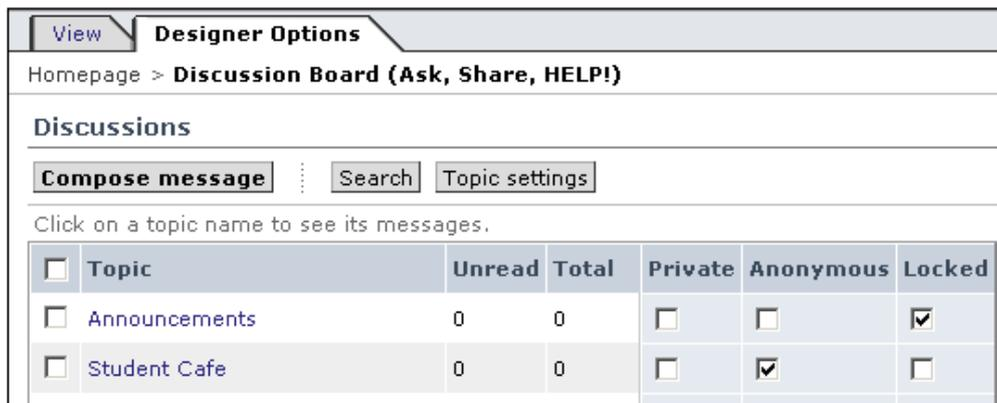 View Designer Options
Homepage > Discussion Board (Ask, Share, HELP!)
Discussions
Compose message Search Topic settings
Click on a topic name to see its messages.
Topic Unread Total Private Anonymous Locked
Announcements 0 0
Student Cafe 0 0